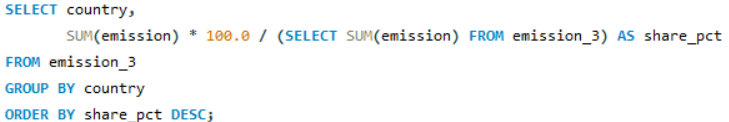 SELECT country,
       SUM(emission) * 100.0 / (SELECT SUM(emission) FROM emission_3) AS share_pct
FROM emission_3
GROUP BY country
ORDER BY share_pct DESC;